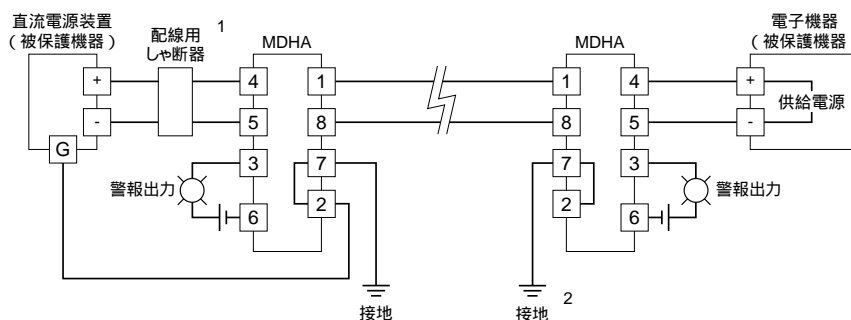 直流電源装置
（被保護機器）
配線用
しゃ断器
1
MDHA
MDHA
電子機器
（被保護機器
+
4
1
1
4
+
供給電源
-
5
8
8
5
-
G
3
7
7
3
警報出力
警報出力
2
2
6
6
接地
接地
2